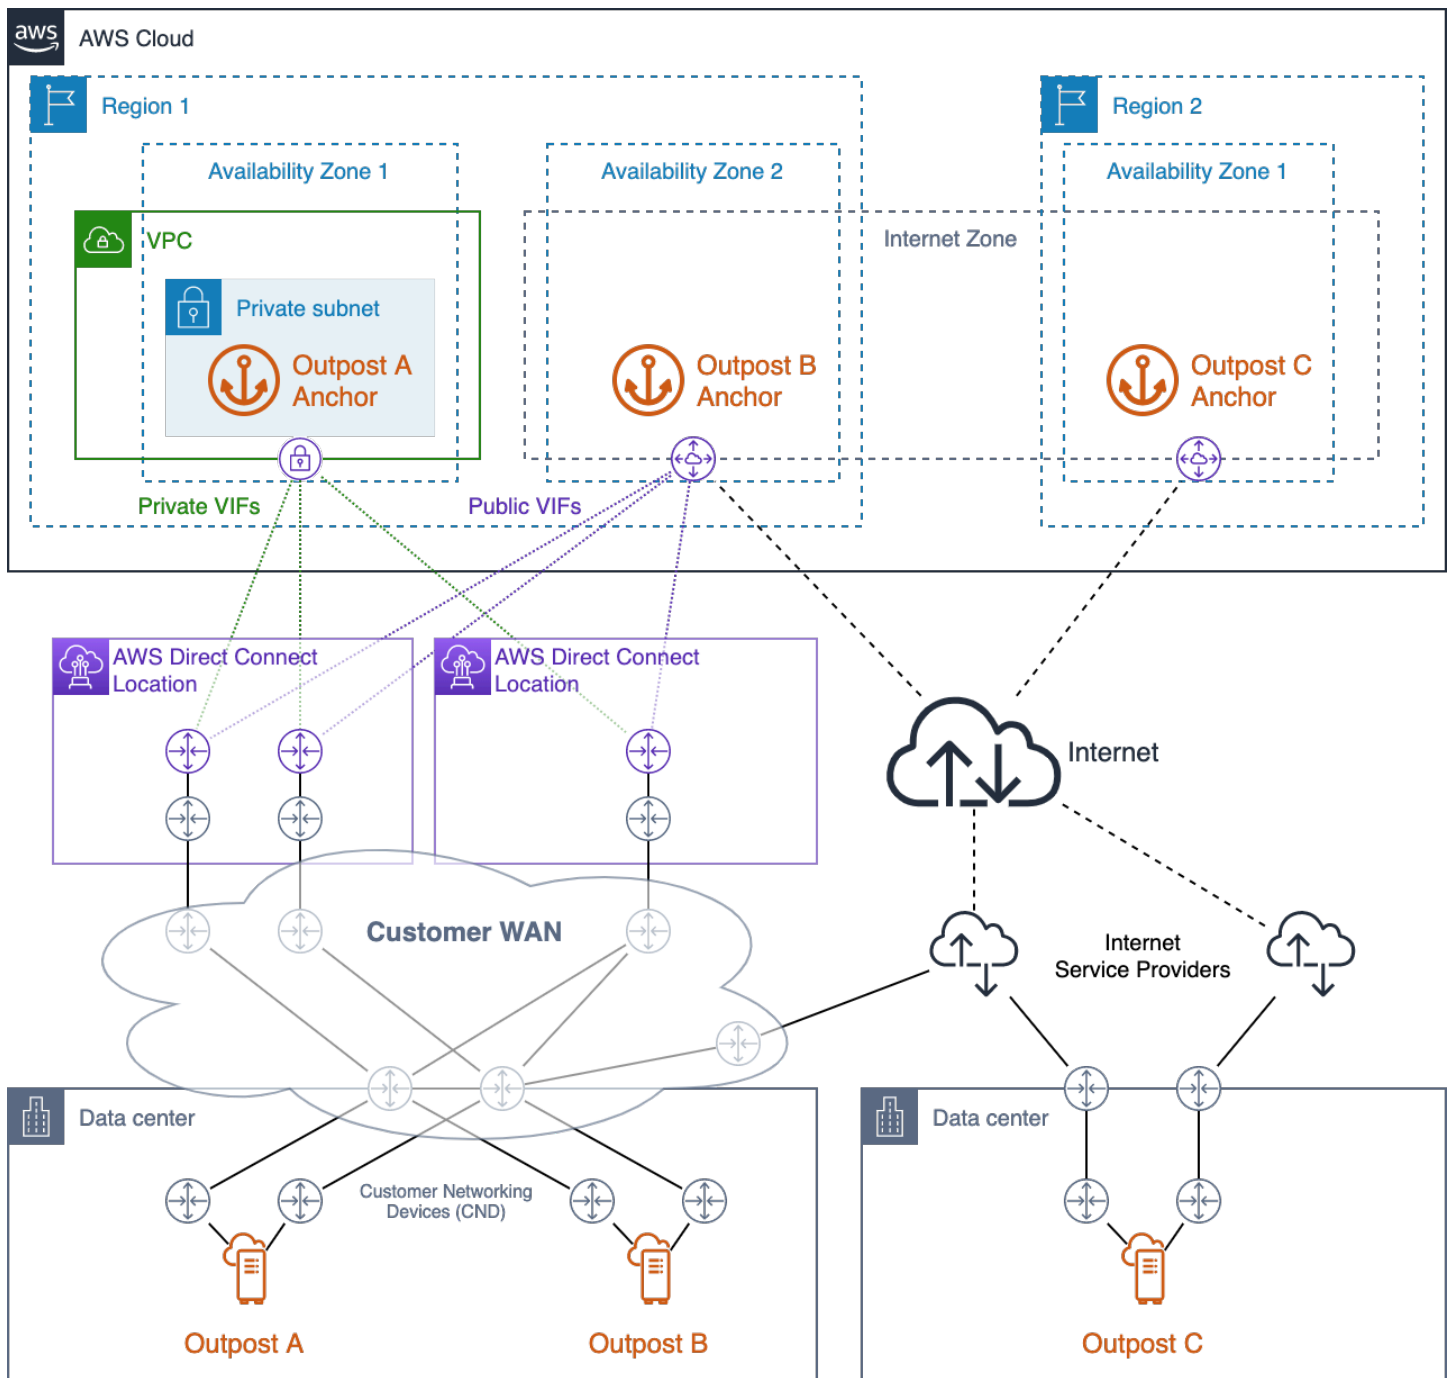 aws
AWS Cloud
Region 1
Region 2
Availability Zone 1
Availability Zone 2
Availability Zone 1
VPC
Internet Zone
Private subnet
Outpost A
Anchor
Outpost B
Anchor
Outpost C
Anchor
Private VIFs
Public VIFs
AWS Direct Connect
Location
AWS Direct Connect
Location
Internet
Customer WAN
Internet
Service Providers
Data center
Data center
Customer Networking
Devices (CND)
Outpost A
Outpost B
Outpost C